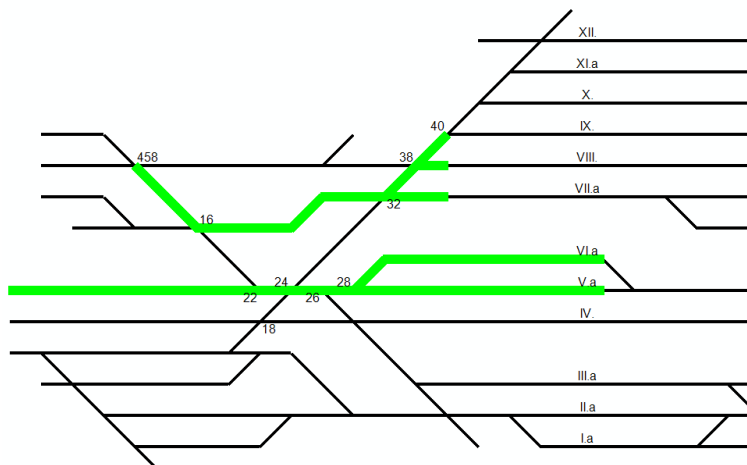 XII.
XI.a
X.
40
IX.
458
38
VIII.
VII.a
32
16
VI.a
24
28
V.a
22
26
IV.
18
III.a
II.a
I.a